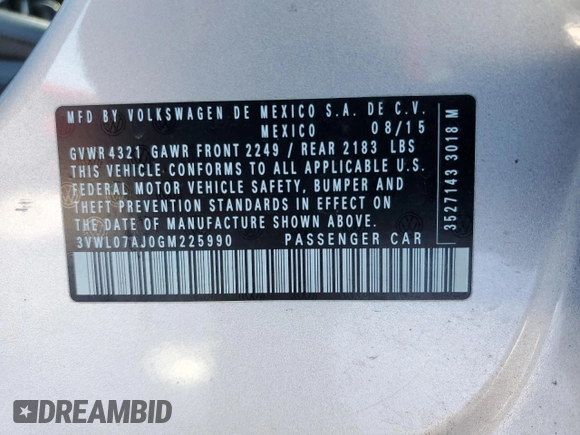 MFD BY VOLKSWAGEN DE MEXICO S.A. DE C.V.
MEXICO 08/15
GVWR 4321 GAWR FRONT 2249 / REAR 2183 LBS
THIS VEHICLE CONFORMS TO ALL APPLICABLE U.S.
FEDERAL MOTOR VEHICLE SAFETY, BUMPER AND
THEFT PREVENTION STANDARDS IN EFFECT ON
THE DATE OF MANUFACTURE SHOWN ABOVE.
3VWL07AJ0GM225990 PASSENGER CAR
3527143 3018 M
DREAMBID